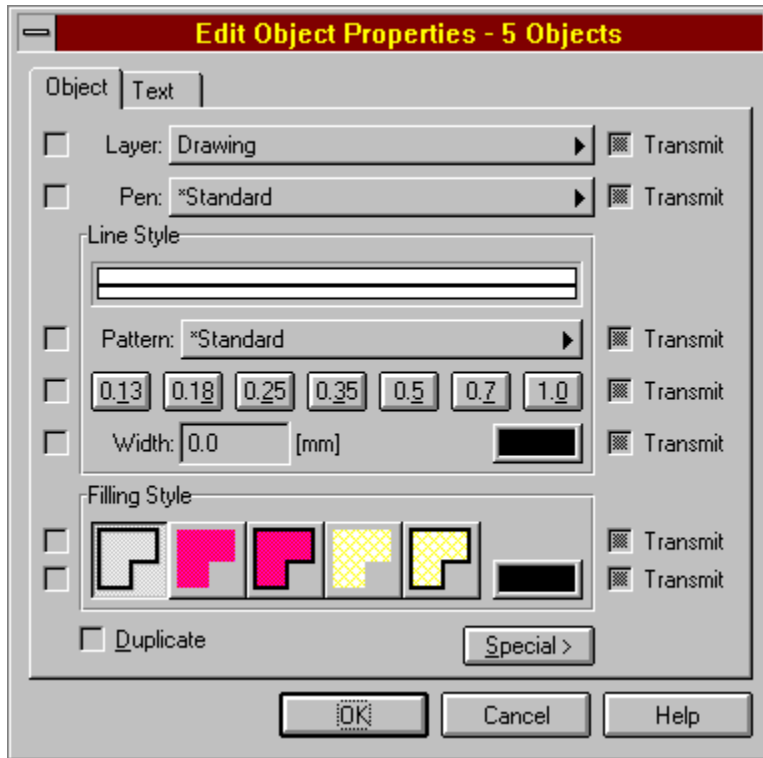 Edit Object Properties - 5 Objects
Object Text
Layer: Drawing Transmit
Pen: *Standard Transmit
Line Style
Pattern: *Standard Transmit
0.13 0.18 0.25 0.35 0.5 0.7 1.0 Transmit
Width: 0.0 [mm] Transmit
Filling Style
Transmit
Transmit
Duplicate Special >
OK Cancel Help